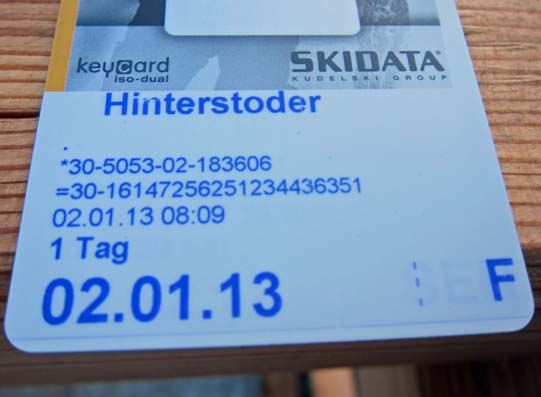 keycard SKIDATA®
iso-dual KUDELSKI GROUP
Hinterstoder
*30-5053-02-183606
=30-16147256251234436351
02.01.13 08:09
1 Tag
02.01.13 F